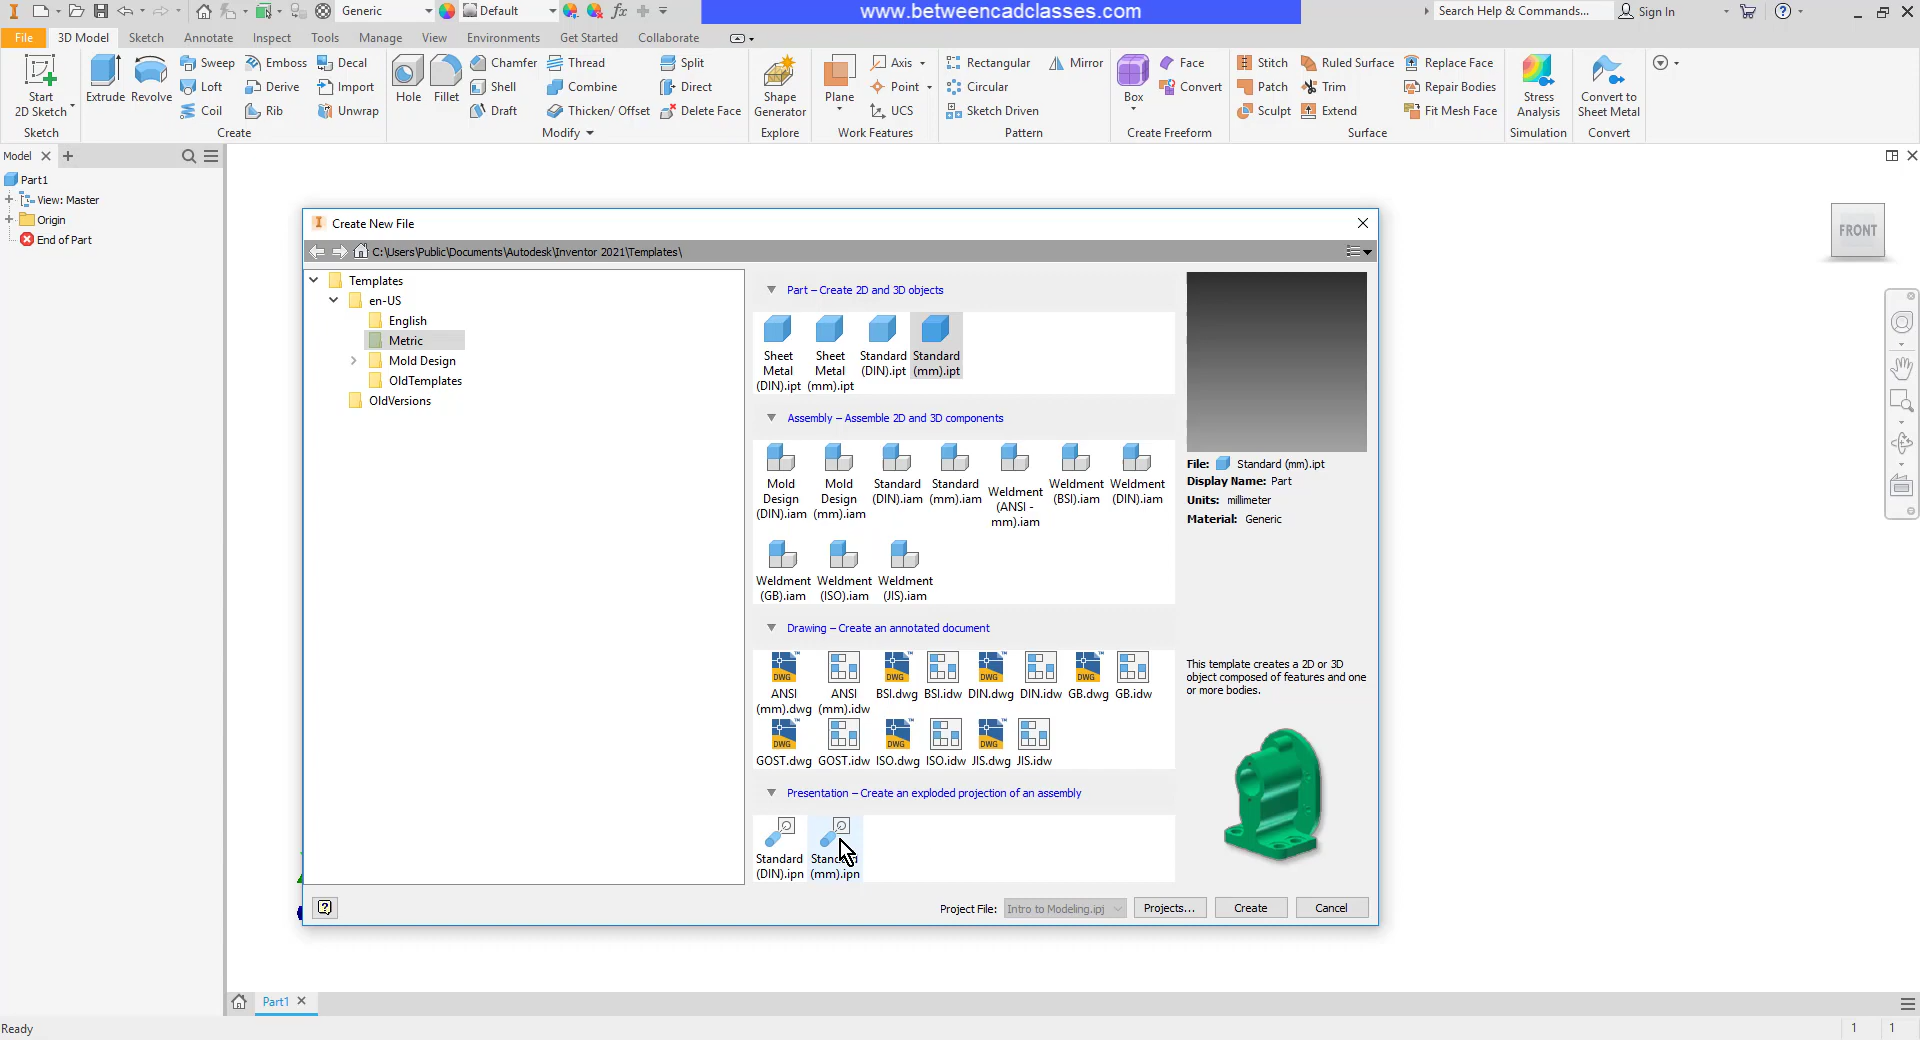 Generic
Default
www.betweencadclasses.com
Search Help & Commands...
Sign In
File 3D Model Sketch Annotate Inspect Tools Manage View Environments Get Started Collaborate
Start 2D Sketch
Sketch
Extrude
Revolve
Sweep
Loft
Coil
Emboss
Derive
Rib
Decal
Import
Unwrap
Create
Hole
Fillet
Chamfer
Shell
Draft
Thread
Combine
Thicken/ Offset
Split
Direct
Delete Face
Modify
Shape Generator
Explore
Plane
Axis
Point
UCS
Work Features
Rectangular
Circular
Sketch Driven
Mirror
Pattern
Box
Face
Convert
Create Freeform
Stitch
Patch
Sculpt
Ruled Surface
Trim
Extend
Replace Face
Repair Bodies
Fit Mesh Face
Surface
Stress Analysis
Simulation
Convert to Sheet Metal
Convert
Model
Part1
View: Master
Origin
End of Part
FRONT
Create New File
C:\Users\Public\Documents\Autodesk\Inventor 2021\Templates\
Templates
en-US
English
Metric
Mold Design
OldTemplates
OldVersions
Part – Create 2D and 3D objects
Sheet Metal (DIN).ipt
Sheet Metal (mm).ipt
Standard (DIN).ipt
Standard (mm).ipt
Assembly – Assemble 2D and 3D components
Mold Design (DIN).iam
Mold Design (mm).iam
Standard (DIN).iam
Standard (mm).iam
Weldment (ANSI - mm).iam
Weldment (BSI).iam
Weldment (DIN).iam
Weldment (GB).iam
Weldment (ISO).iam
Weldment (JIS).iam
Drawing – Create an annotated document
DWG DWG DWG DWG
ANSI (mm).dwg
ANSI (mm).idw
BSI.dwg
BSI.idw
DIN.dwg
DIN.idw
GB.dwg
GB.idw
DWG DWG DWG
GOST.dwg
GOST.idw
ISO.dwg
ISO.idw
JIS.dwg
JIS.idw
Presentation – Create an exploded projection of an assembly
Standard (DIN).ipn
(mm).ipn
File: Standard (mm).ipt
Display Name: Part
Units: millimeter
Material: Generic
This template creates a 2D or 3D
object composed of features and one
or more bodies.
Project File: Intro to Modeling.ipj
Projects...
Create
Cancel
Part1
Ready
1 1